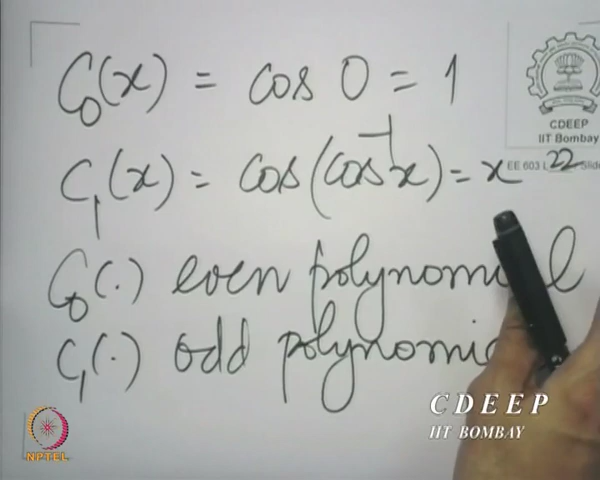 C₀(x) = cos 0 = 1
C₁(x) = cos(cos⁻¹x) = x
C₀(·) even polynomial
C₁(·) odd polynomi
CDEEP
IIT Bombay
EE 603 L 22 Slide
CDEEP
IIT BOMBAY
NPTEL